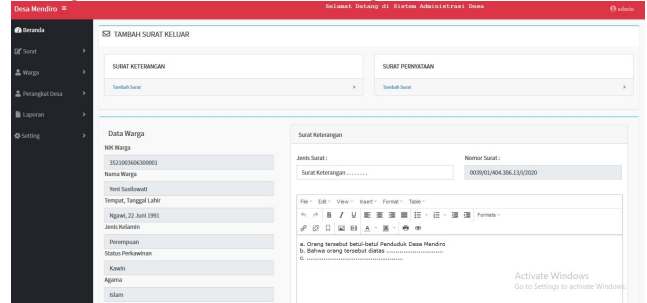 Desa Mendiro
Selamat Datang di Sistem Administrasi Desa
admin
Beranda
Surat
Warga
Perangkat Desa
Laporan
Setting
TAMBAH SURAT KELUAR
SURAT KETERANGAN
Tambah Surat
SURAT PERNYATAAN
Tambah Surat
Data Warga
NIK Warga
3521003606300001
Nama Warga
Yeni Susilowati
Tempat, Tanggal Lahir
Ngawi, 22 Juni 1991
Jenis Kelamin
Perempuan
Status Perkawinan
Kawin
Agama
Islam
Surat Keterangan
Jenis Surat :
Surat Keterangan........
Nomor Surat :
0039/01/404.306.13/I/2020
File Edit View Insert Format Table
B I U Formats
A A
a. Orang tersebut betul-betul Penduduk Desa Mendiro
b. Bahwa orang tersebut diatas ..............................
c. ..................................................
Activate Windows
Go to Settings to activate Windows.